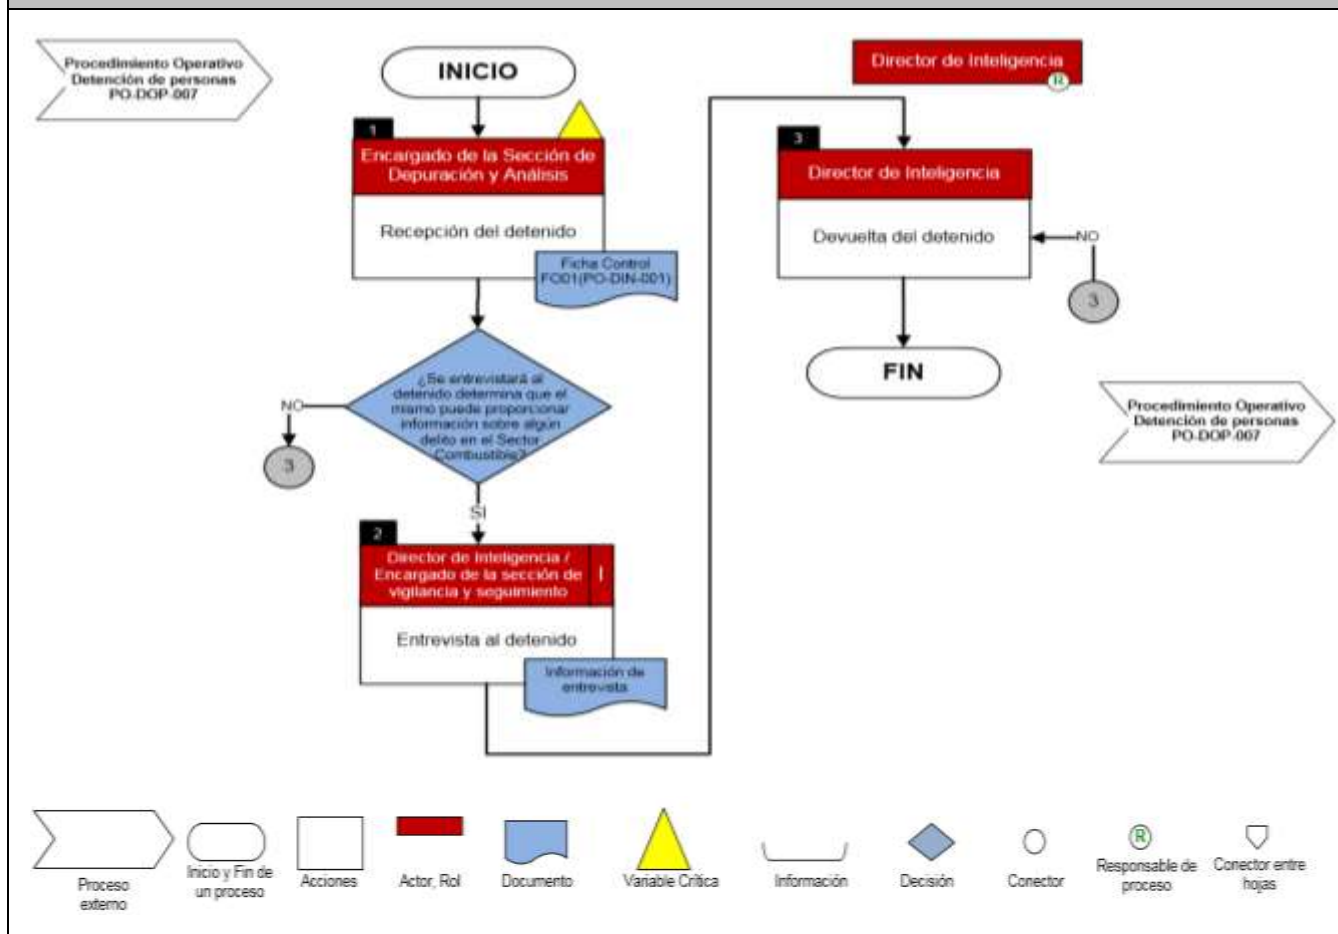 Procedimiento Operativo
Detención de personas
PO-DOP-007
INICIO
1
Encargado de la Sección de
Depuración y Análisis
Recepción del detenido
Ficha Control
FO01(PO-DIN-001)
¿Se entrevistará al
detenido determina que el
mismo puede proporcionar
información sobre algún
delito en el Sector
Combustible?
NO
3
SI
2
Director de Inteligencia /
Encargado de la sección de
vigilancia y seguimiento
I
Entrevista al detenido
Información de
entrevista
Director de Inteligencia
R
3
Director de Inteligencia
Devuelta del detenido
NO
3
FIN
Procedimiento Operativo
Detención de personas
PO-DOP-007
Proceso
externo
Inicio y Fin de
un proceso
Acciones
Actor, Rol
Documento
Variable Crítica
Información
Decisión
Conector
R
Responsable de
proceso
Conector entre
hojas